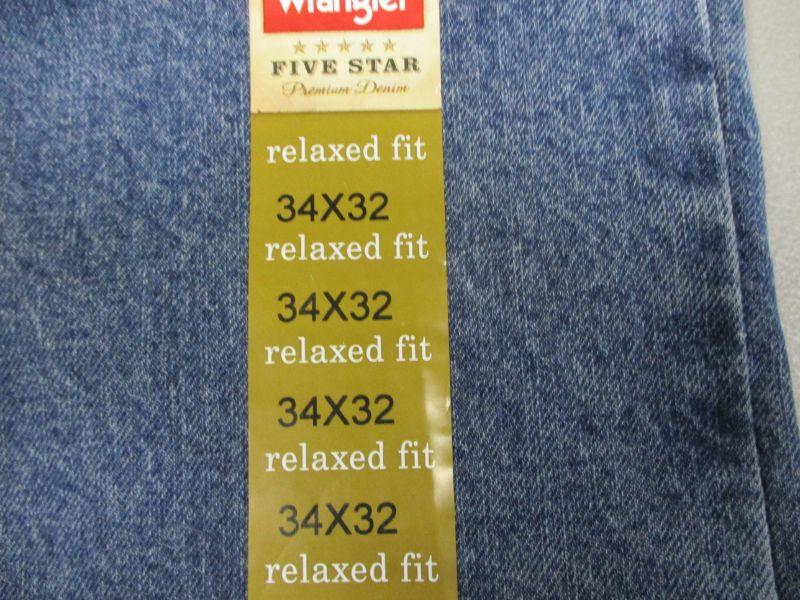 Wrangler
FIVE STAR
Premium Denim
relaxed fit
34X32
relaxed fit
34X32
relaxed fit
34X32
relaxed fit
34X32
relaxed fit